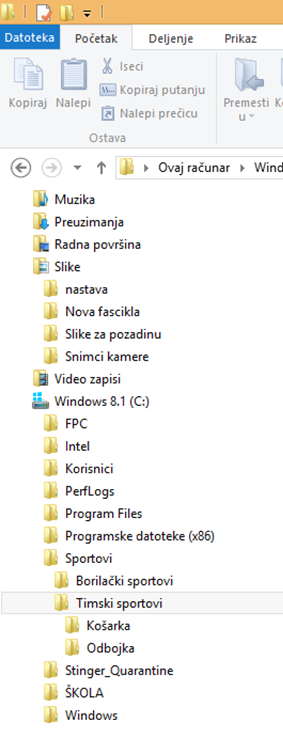 Datoteka Početak Deljenje Prikaz
Kopiraj
Nalepi
Iseci
Kopiraj putanju
Nalepi prečicu
Premesti
u
Ostava
Ovaj računar
Muzika
Preuzimanja
Radna površina
Slike
nastava
Nova fascikla
Slike za pozadinu
Snimci kamere
Video zapisi
Windows 8.1 (C:)
FPC
Intel
Korisnici
PerfLogs
Program Files
Programske datoteke (x86)
Sportovi
Borilački sportovi
Timski sportovi
Košarka
Odbojka
Stinger_Quarantine
ŠKOLA
Windows